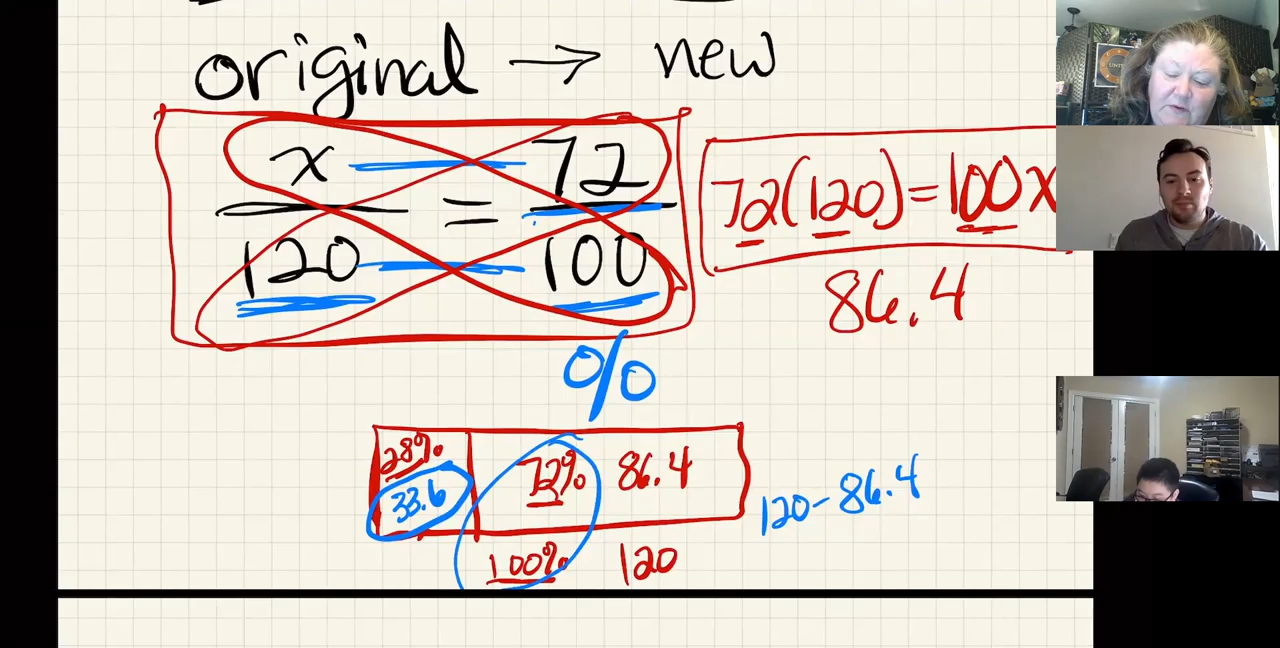 original → new
x = 72
120 100
%
72(120)=100x
86.4
28% 72% 86.4
33.6
100% 120
120-86.4
UNIT